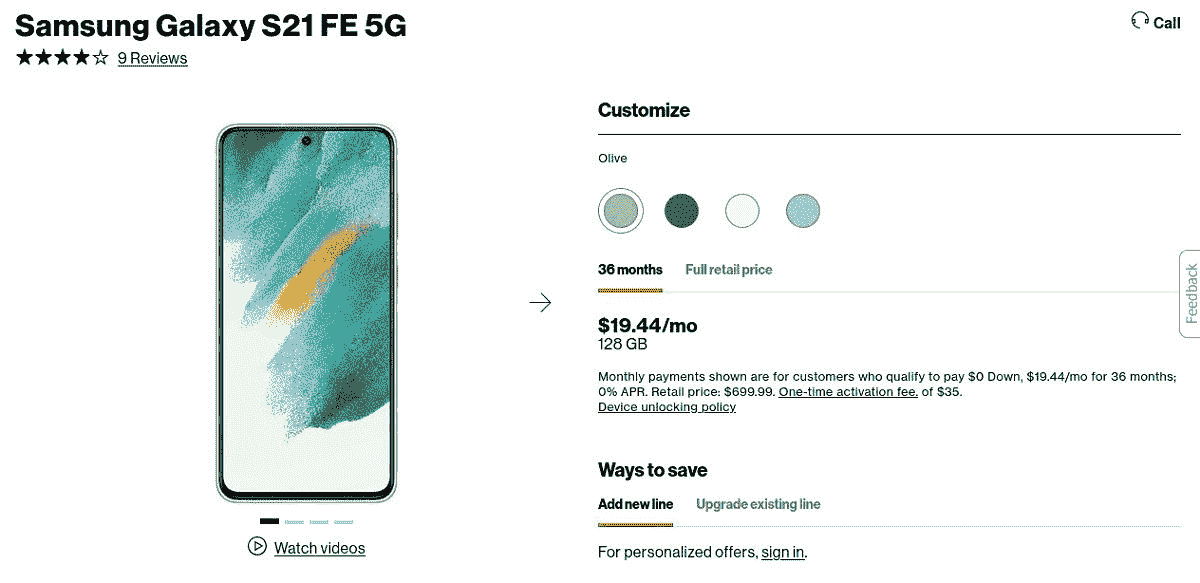 Samsung Galaxy S21 FE 5G
Call
9 Reviews
Customize
Olive
36 months Full retail price
$19.44/mo
128 GB
Monthly payments shown are for customers who qualify to pay $0 Down, $19.44/mo for 36 months;
0% APR. Retail price: $699.99. One-time activation fee. of $35.
Device unlocking policy
Feedback
Ways to save
Add new line Upgrade existing line
For personalized offers, sign in.
Watch videos